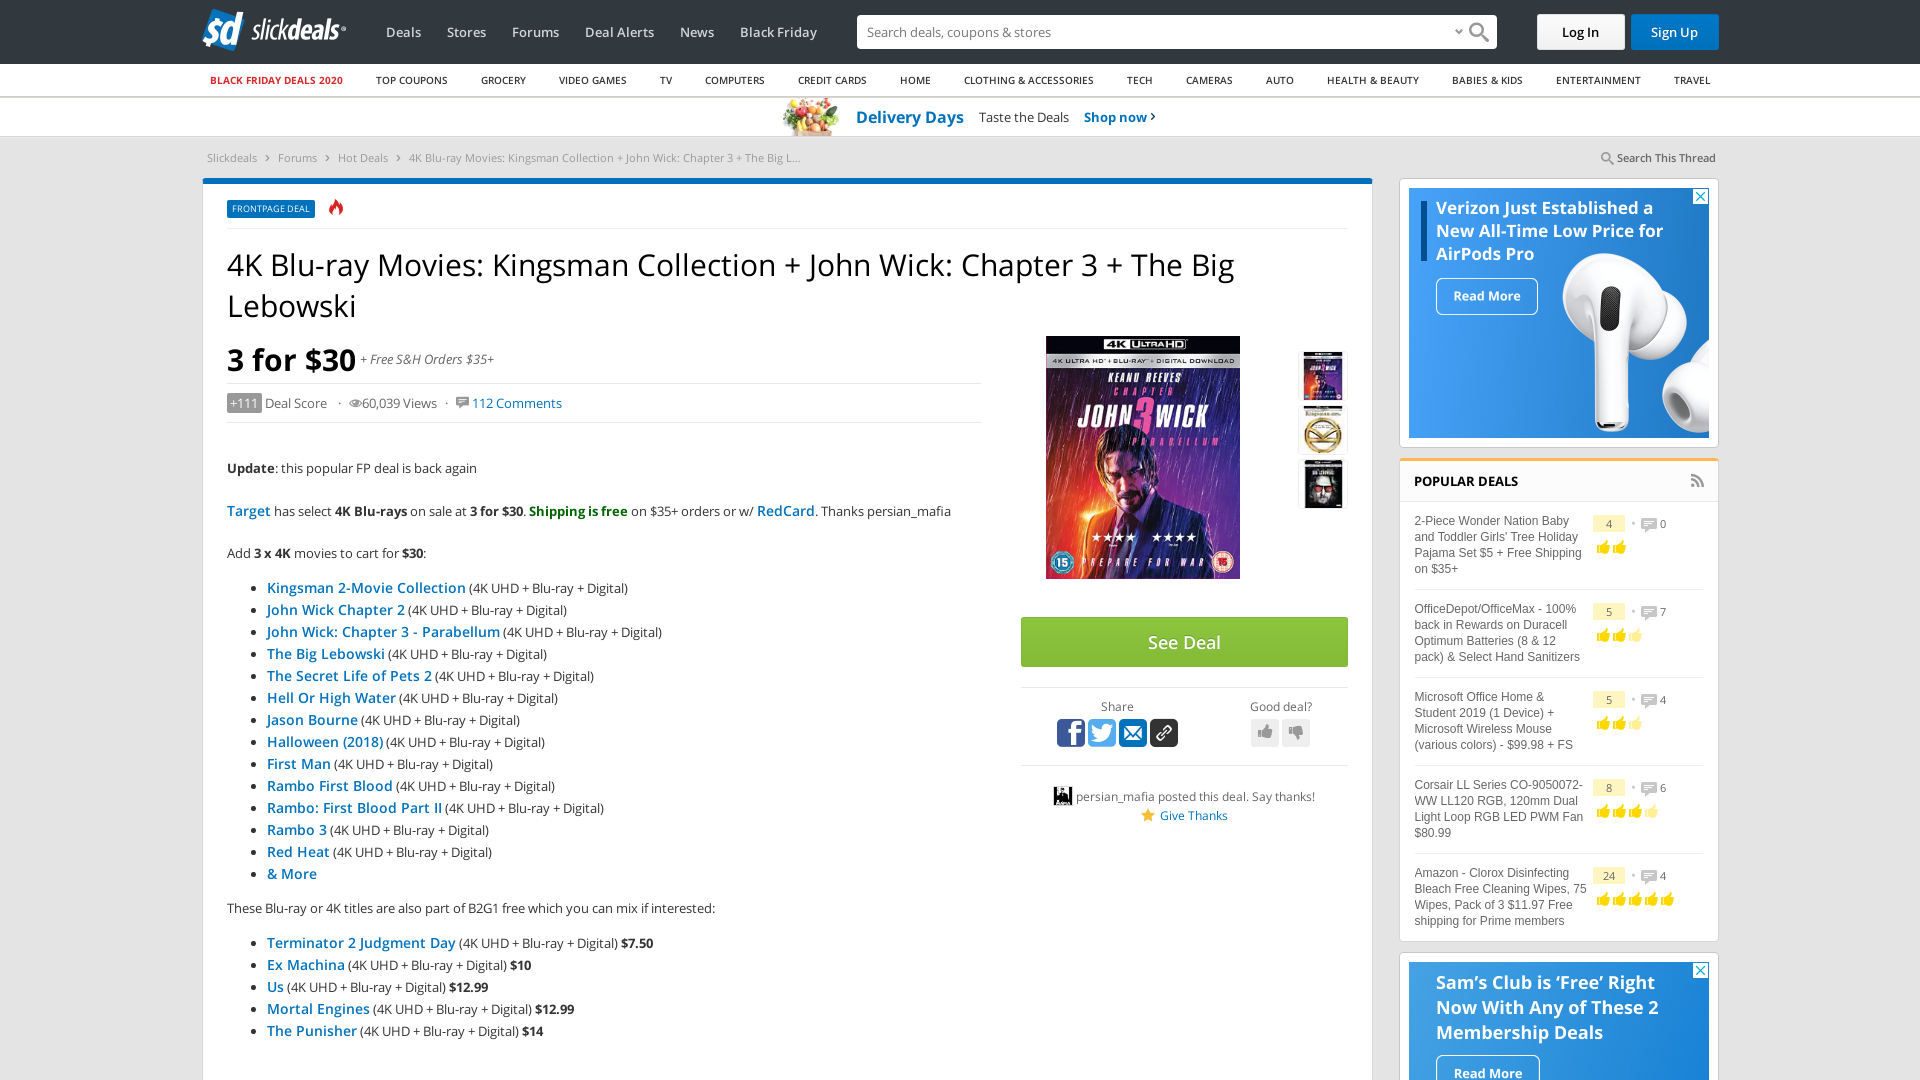 slickdeals
Deals
Stores
Forums
Deal Alerts
News
Black Friday
Search deals, coupons & stores
Log In
Sign Up
BLACK FRIDAY DEALS 2020
TOP COUPONS
GROCERY
VIDEO GAMES
TV
COMPUTERS
CREDIT CARDS
HOME
CLOTHING & ACCESSORIES
TECH
CAMERAS
AUTO
HEALTH & BEAUTY
BABIES & KIDS
ENTERTAINMENT
TRAVEL
Delivery Days Taste the Deals Shop now ›
Slickdeals › Forums › Hot Deals › 4K Blu-ray Movies: Kingsman Collection + John Wick: Chapter 3 + The Big L...
Search This Thread
FRONTPAGE DEAL
4K Blu-ray Movies: Kingsman Collection + John Wick: Chapter 3 + The Big
Lebowski
3 for $30 + Free S&H Orders $35+
+111 Deal Score · 60,039 Views · 112 Comments
Update: this popular FP deal is back again
Target has select 4K Blu-rays on sale at 3 for $30. Shipping is free on $35+ orders or w/ RedCard. Thanks persian_mafia
Add 3 x 4K movies to cart for $30:
• Kingsman 2-Movie Collection (4K UHD + Blu-ray + Digital)
• John Wick Chapter 2 (4K UHD + Blu-ray + Digital)
• John Wick: Chapter 3 - Parabellum (4K UHD + Blu-ray + Digital)
• The Big Lebowski (4K UHD + Blu-ray + Digital)
• The Secret Life of Pets 2 (4K UHD + Blu-ray + Digital)
• Hell Or High Water (4K UHD + Blu-ray + Digital)
• Jason Bourne (4K UHD + Blu-ray + Digital)
• Halloween (2018) (4K UHD + Blu-ray + Digital)
• First Man (4K UHD + Blu-ray + Digital)
• Rambo First Blood (4K UHD + Blu-ray + Digital)
• Rambo: First Blood Part II (4K UHD + Blu-ray + Digital)
• Rambo 3 (4K UHD + Blu-ray + Digital)
• Red Heat (4K UHD + Blu-ray + Digital)
• & More
These Blu-ray or 4K titles are also part of B2G1 free which you can mix if interested:
• Terminator 2 Judgment Day (4K UHD + Blu-ray + Digital) $7.50
• Ex Machina (4K UHD + Blu-ray + Digital) $10
• Us (4K UHD + Blu-ray + Digital) $12.99
• Mortal Engines (4K UHD + Blu-ray + Digital) $12.99
• The Punisher (4K UHD + Blu-ray + Digital) $14
4K ULTRA HD
4K ULTRA HD + BLU-RAY + DIGITAL DOWNLOAD
KEANU REEVES
CHAPTER
JOHN 3 WICK
PARABELLUM
★★★★ ★★★★
15 PREPARE FOR WAR 15
See Deal
Share
Good deal?
persian_mafia posted this deal. Say thanks!
Give Thanks
Verizon Just Established a
New All-Time Low Price for
AirPods Pro
Read More
POPULAR DEALS
2-Piece Wonder Nation Baby
and Toddler Girls' Tree Holiday
Pajama Set $5 + Free Shipping
on $35+
4 • 0
OfficeDepot/OfficeMax - 100%
back in Rewards on Duracell
Optimum Batteries (8 & 12
pack) & Select Hand Sanitizers
5 • 7
Microsoft Office Home &
Student 2019 (1 Device) +
Microsoft Wireless Mouse
(various colors) - $99.98 + FS
5 • 4
Corsair LL Series CO-9050072-
WW LL120 RGB, 120mm Dual
Light Loop RGB LED PWM Fan
$80.99
8 • 6
Amazon - Clorox Disinfecting
Bleach Free Cleaning Wipes, 75
Wipes, Pack of 3 $11.97 Free
shipping for Prime members
24 • 4
Sam's Club is 'Free' Right
Now With Any of These 2
Membership Deals
Read More